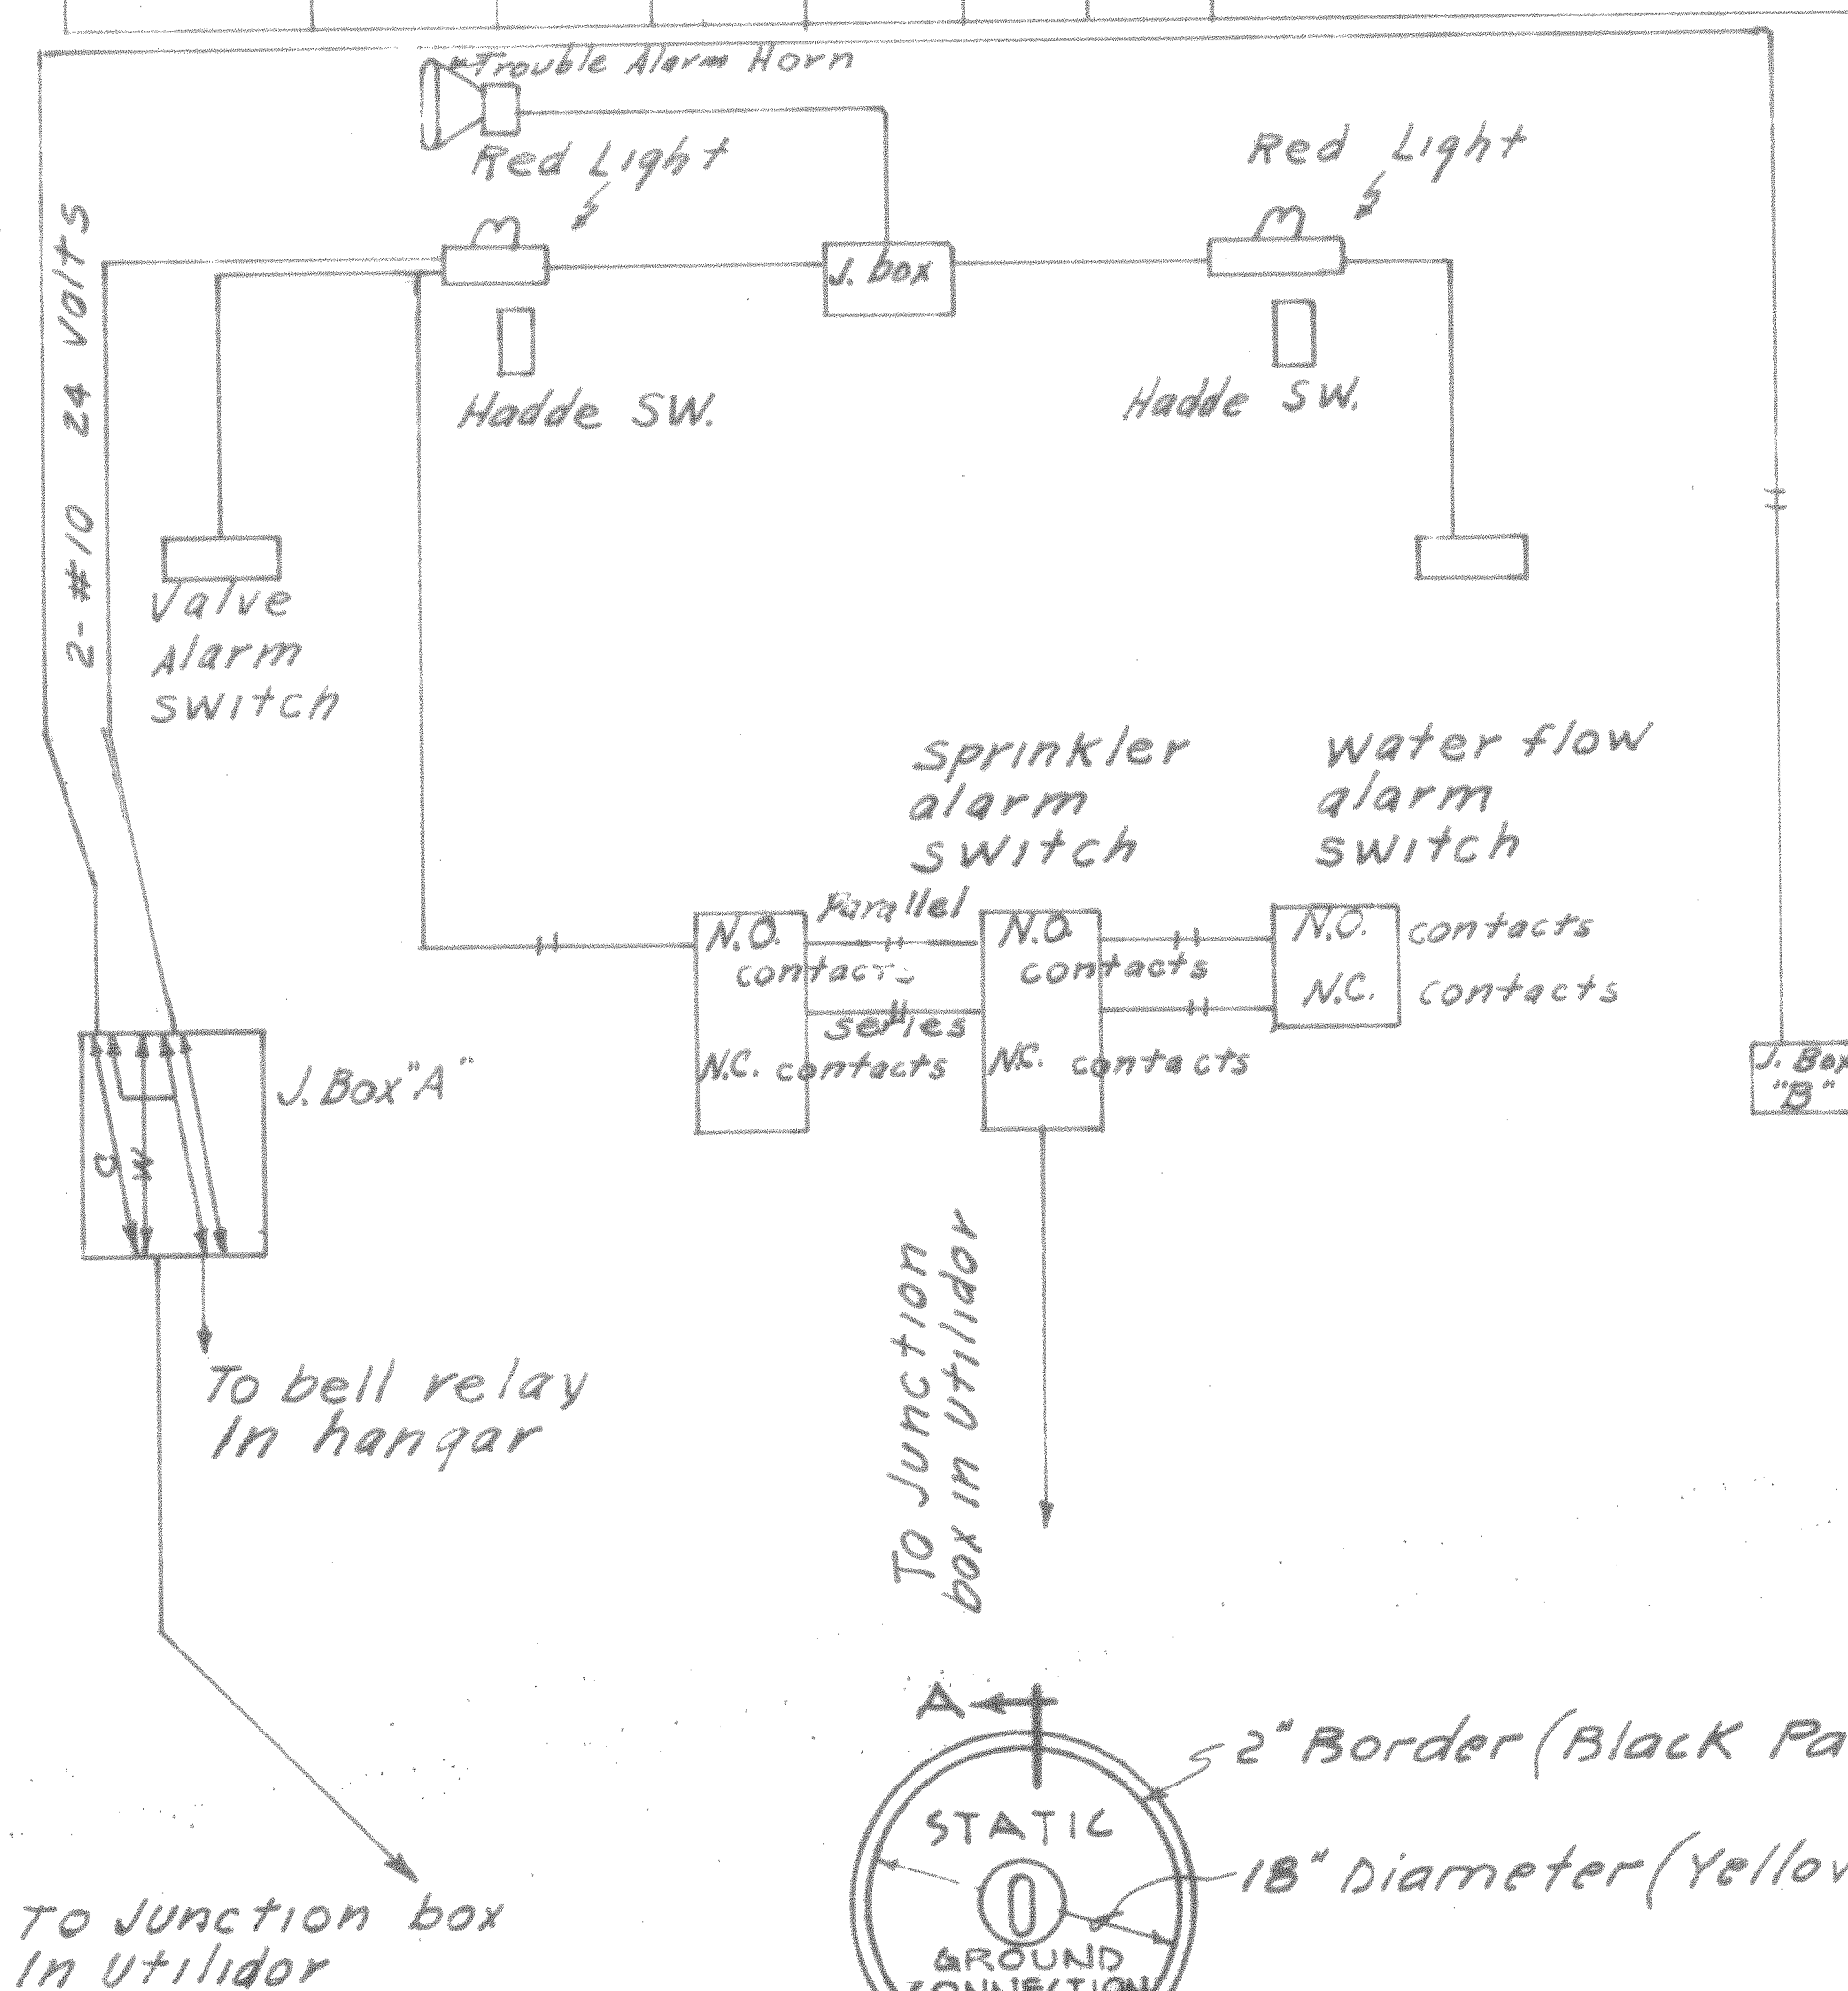 Trouble Alarm Horn
Red Light
Red Light
2-#10 24 Volts
J. box
Hadde SW.
Hadde SW.
Valve
Alarm
switch
Sprinkler
alarm
switch
Water flow
alarm
switch
N.O.
contacts
Parallel
series
N.C. contacts
N.O.
contacts
N.C. contacts
N.O. contacts
N.C. contacts
J. Box "A"
J. Box
"B"
To bell relay
In hangar
To Junction
box in utilidor
To Junction box
In utilidor
A
2" Border (Black
18" Diameter (
STATIC
GROUND